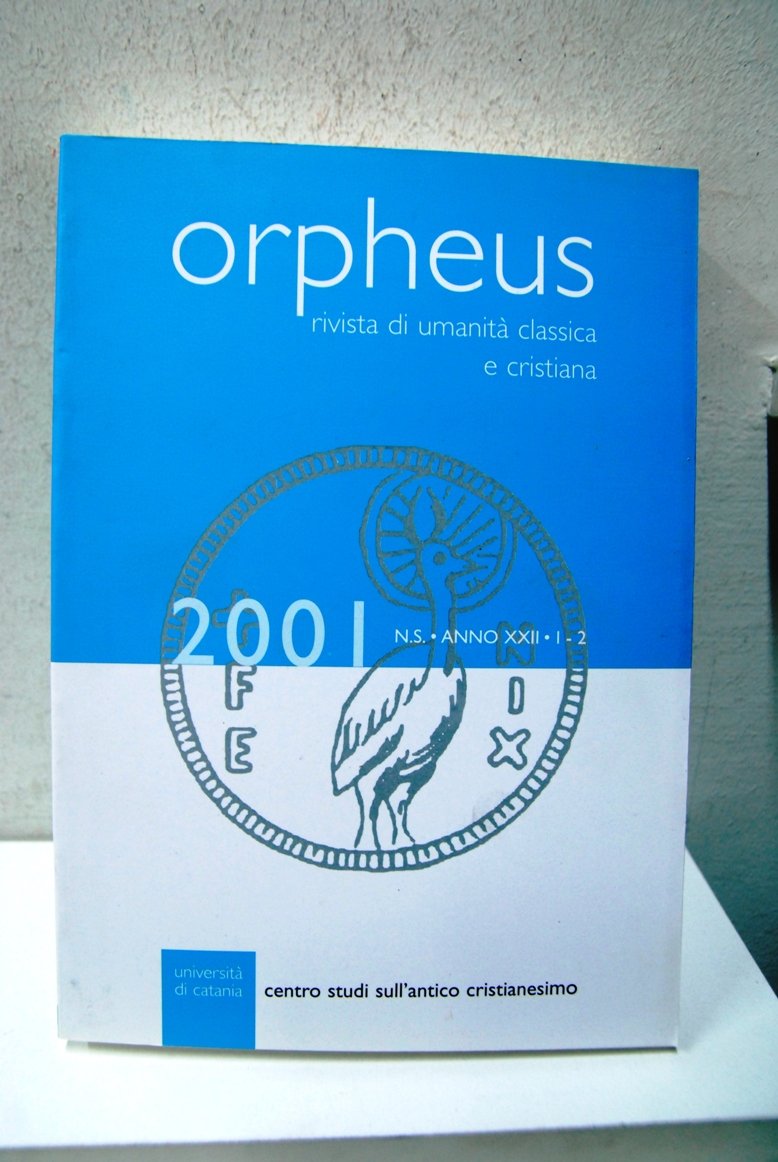 orpheus
rivista di umanità classica
e cristiana
2001
N.S. • ANNO XXII • 1 - 2
FE
NIX
università
di catania
centro studi sull'antico cristianesimo